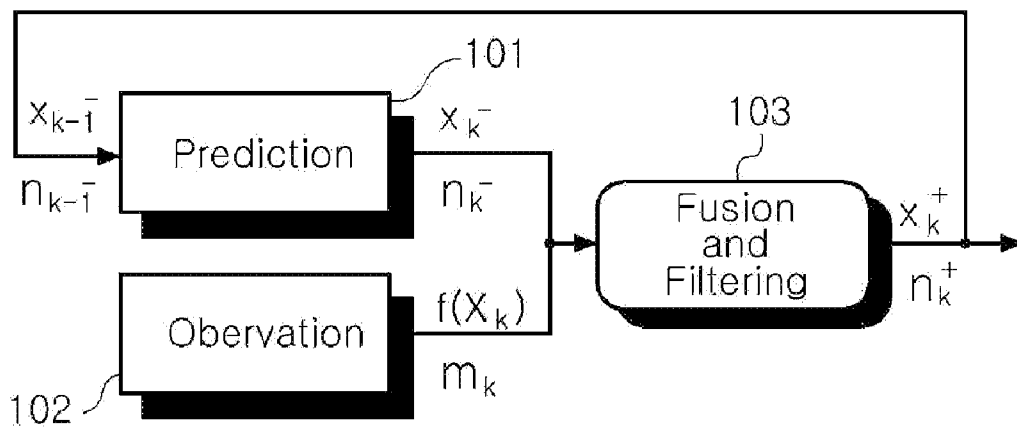 101
x_{k-1}^-
Prediction
x_k^-
n_{k-1}^-
n_k^-
103
Fusion
and
Filtering
x_k^+
n_k^+
Obervation
f(X_k)
m_k
102